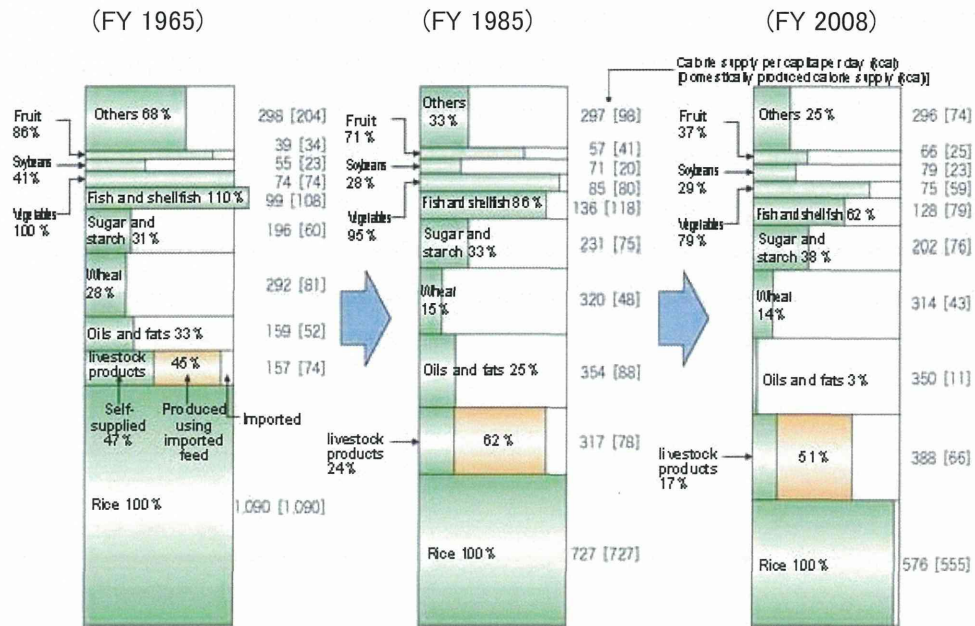 (FY 1965)
Others 68%
298 [204]
Fruit
86%
39 [34]
Soybeans
41%
55 [23]
Vegetables
100%
74 [74]
Fish and shellfish 110%
99 [108]
Sugar and
starch 31%
196 [60]
Wheat
28%
292 [81]
Oils and fats 33%
159 [52]
livestock
products
45%
157 [74]
Self-
supplied
47%
Produced
using
imported
feed
Imported
Rice 100%
1,090 [1,090]
(FY 1985)
Calorie supply per capita per day (kcal)
[Domestically produced calorie supply (kcal)]
Others
33%
297 [98]
Fruit
71%
57 [41]
Soybeans
28%
71 [20]
Vegetables
95%
85 [80]
Fish and shellfish 86%
136 [118]
Sugar and
starch 33%
231 [75]
Wheat
15%
320 [48]
Oils and fats 25%
354 [88]
livestock
products
24%
62%
317 [78]
Rice 100%
727 [727]
(FY 2008)
Others 25%
296 [74]
Fruit
37%
66 [25]
Soybeans
29%
79 [23]
Vegetables
79%
75 [59]
Fish and shellfish 62%
128 [79]
Sugar and
starch 38%
202 [76]
Wheat
14%
314 [43]
Oils and fats 3%
350 [11]
livestock
products
17%
51%
388 [66]
Rice 100%
576 [555]